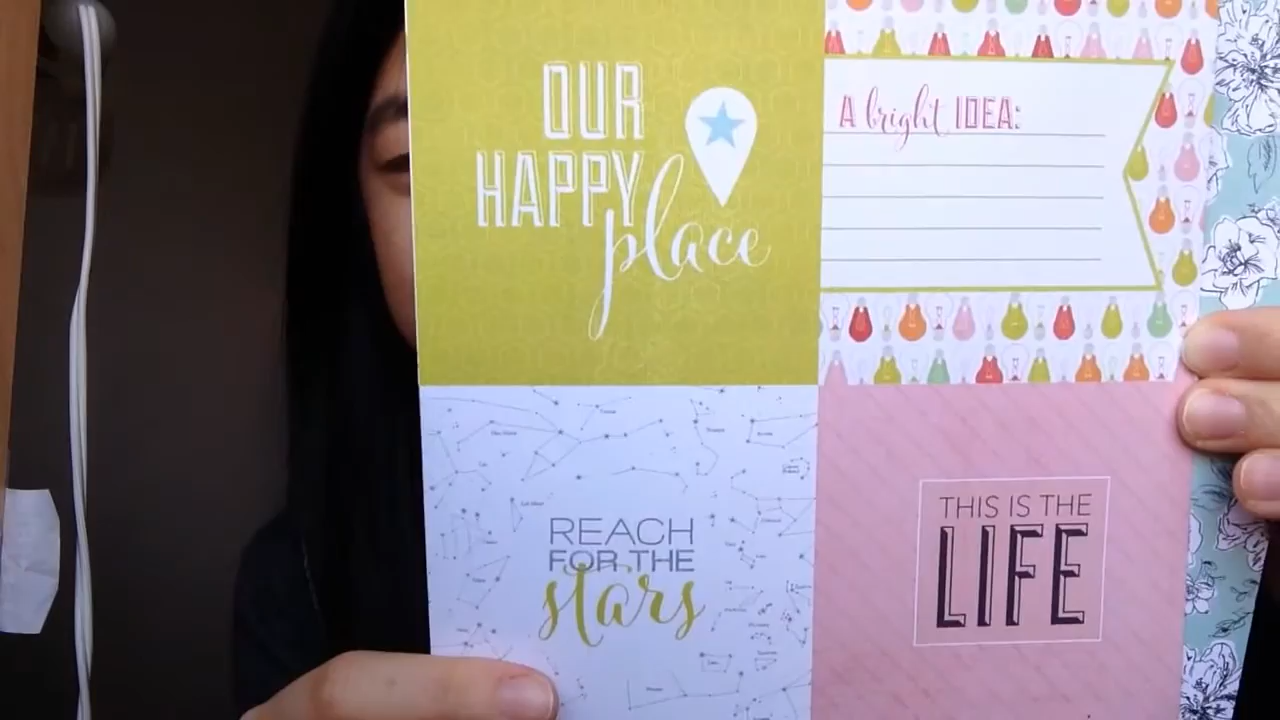 OUR
HAPPY
place
A bright IDEA:
REACH
FOR THE
stars
THIS IS THE
LIFE